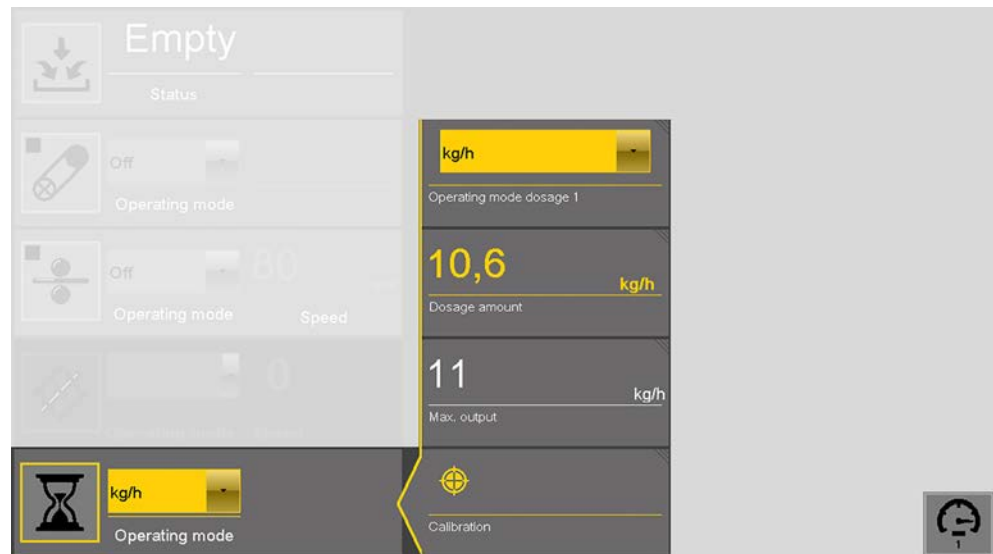 Empty
Status
Off
Operating mode
Off
80
Operating mode
Speed
0
kg/h
Operating mode
kg/h
Operating mode dosage 1
10,6
kg/h
Dosage amount
11
kg/h
Max. output
Calibration
1